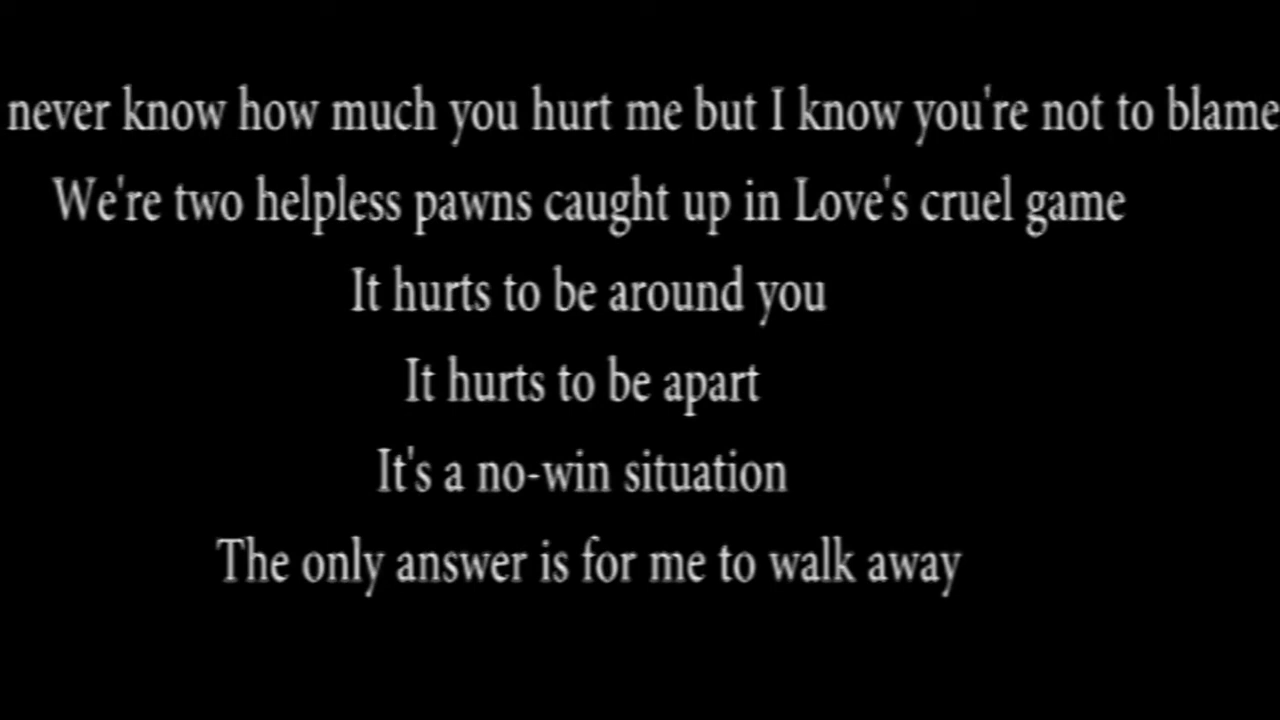 never know how much you hurt me but I know you're not to blame
We're two helpless pawns caught up in Love's cruel game
It hurts to be around you
It hurts to be apart
It's a no-win situation
The only answer is for me to walk away